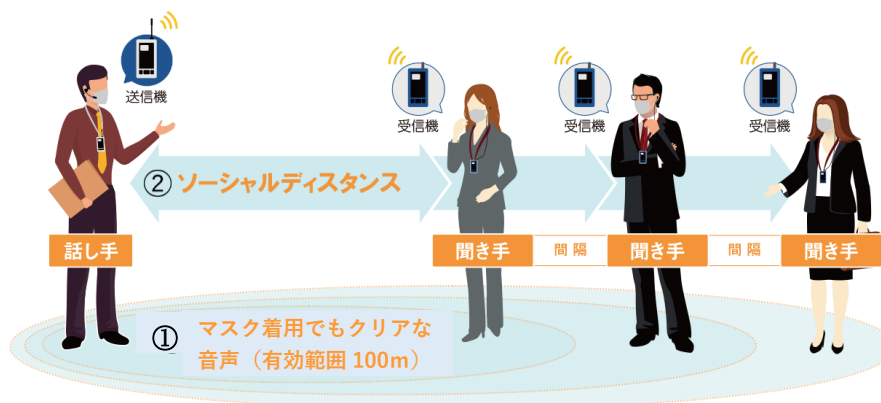 送信機
受信機
受信機
受信機
② ソーシャルディスタンス
話し手
聞き手
間隔
聞き手
間隔
聞き手
① マスク着用でもクリアな
音声（有効範囲 100m）